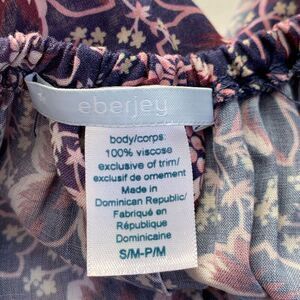 eberjey
body/corps:
100% viscose
exclusive of trim/
exclusif de ornement
Made in
Dominican Republic/
Fabriqué en
République
Dominicaine
S/M-P/M